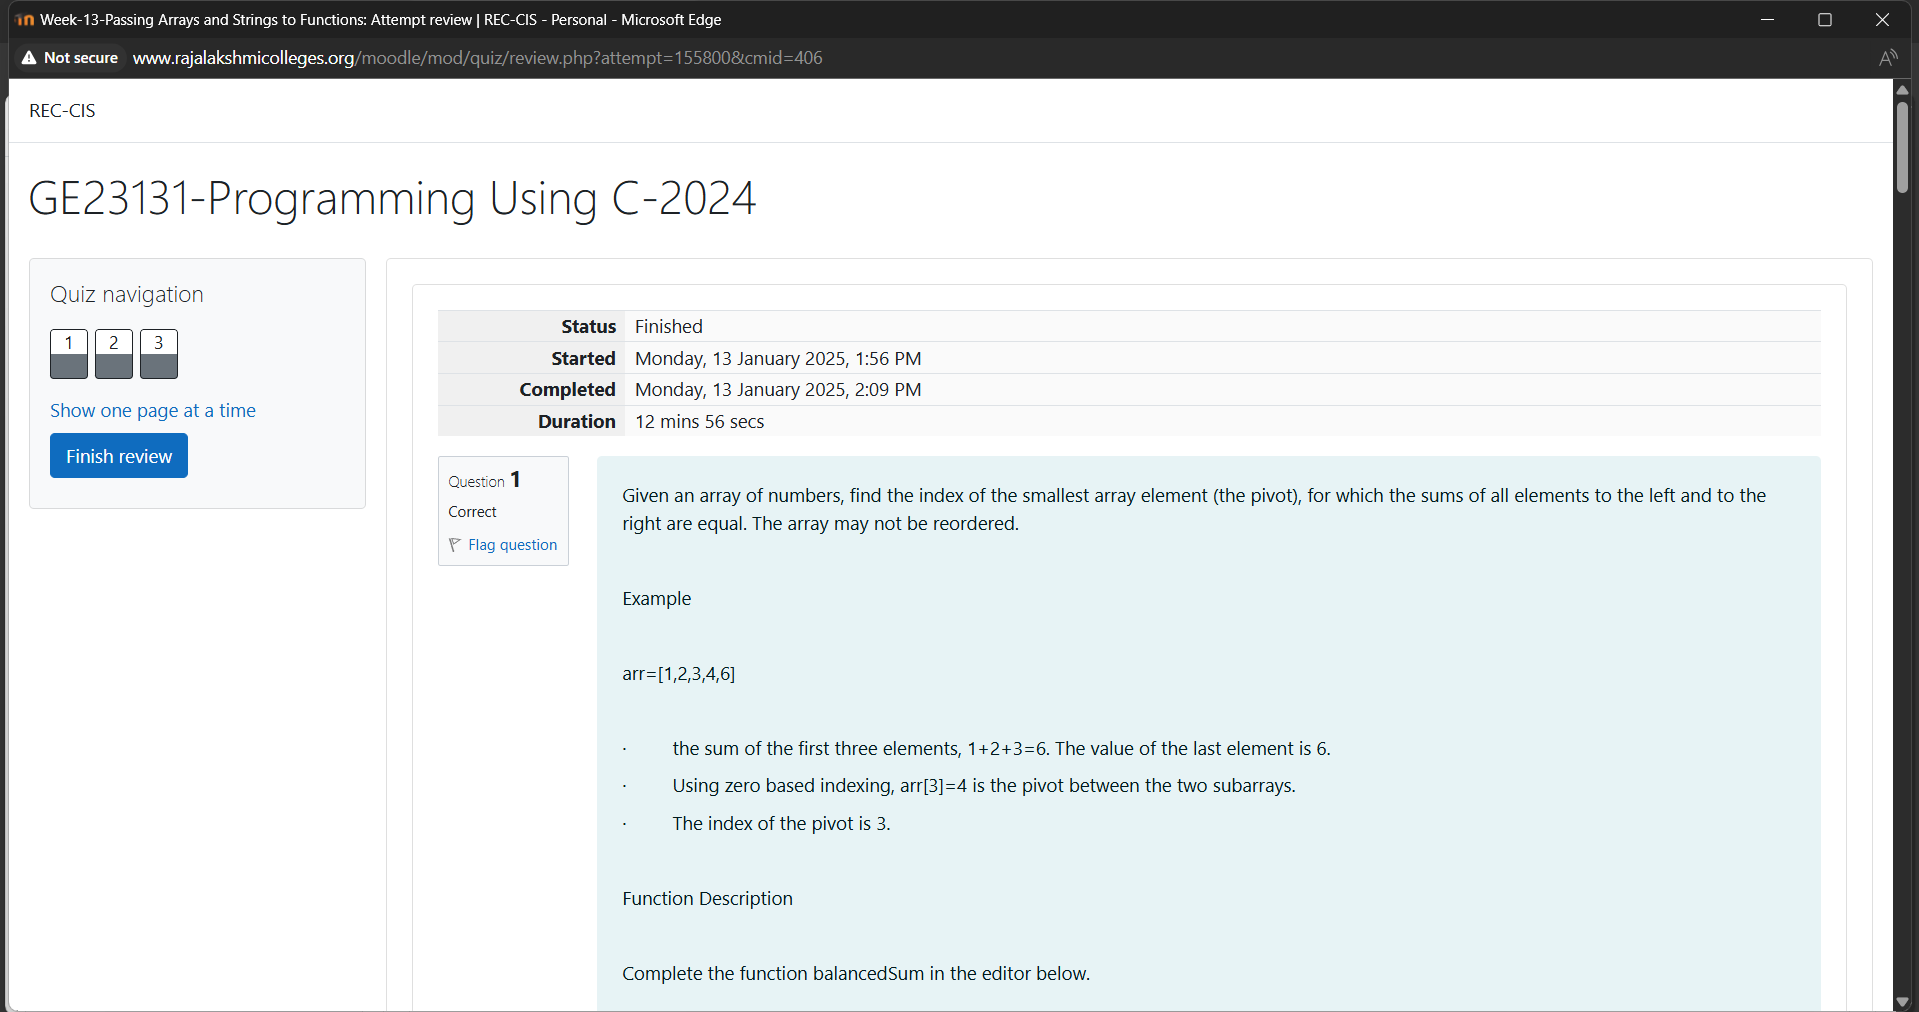 Week-13-Passing Arrays and Strings to Functions: Attempt review | REC-CIS - Personal - Microsoft Edge
Not secure www.rajalakshmicolleges.org/moodle/mod/quiz/review.php?attempt=155800&cmid=406
REC-CIS
GE23131-Programming Using C-2024
Quiz navigation
1 2 3
Show one page at a time
Finish review
Status Finished
Started Monday, 13 January 2025, 1:56 PM
Completed Monday, 13 January 2025, 2:09 PM
Duration 12 mins 56 secs
Question 1
Correct
Flag question
Given an array of numbers, find the index of the smallest array element (the pivot), for which the sums of all elements to the left and to the
right are equal. The array may not be reordered.
Example
arr=[1,2,3,4,6]
· the sum of the first three elements, 1+2+3=6. The value of the last element is 6.
· Using zero based indexing, arr[3]=4 is the pivot between the two subarrays.
· The index of the pivot is 3.
Function Description
Complete the function balancedSum in the editor below.